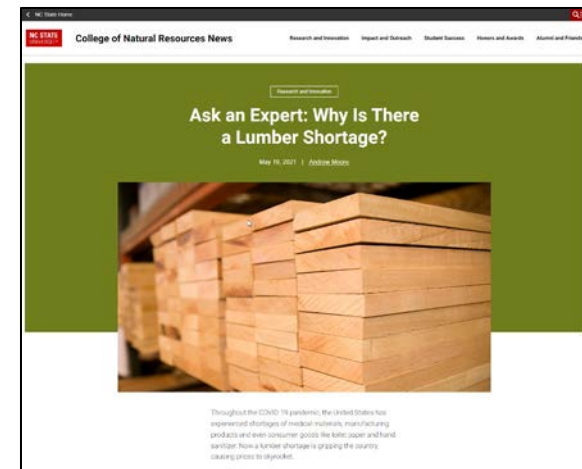 NC State Home
NC STATE
UNIVERSITY
College of Natural Resources News
Research and Innovation
Impact and Outreach
Student Success
Honors and Awards
Alumni and Friends
Research and Innovation
Ask an Expert: Why Is There
a Lumber Shortage?
May 19, 2021 | Andrew Moore
Throughout the COVID-19 pandemic, the United States has
experienced shortages of medical materials, manufacturing
products and even consumer goods like toilet paper and hand
sanitizer. Now a lumber shortage is gripping the country,
causing prices to skyrocket.